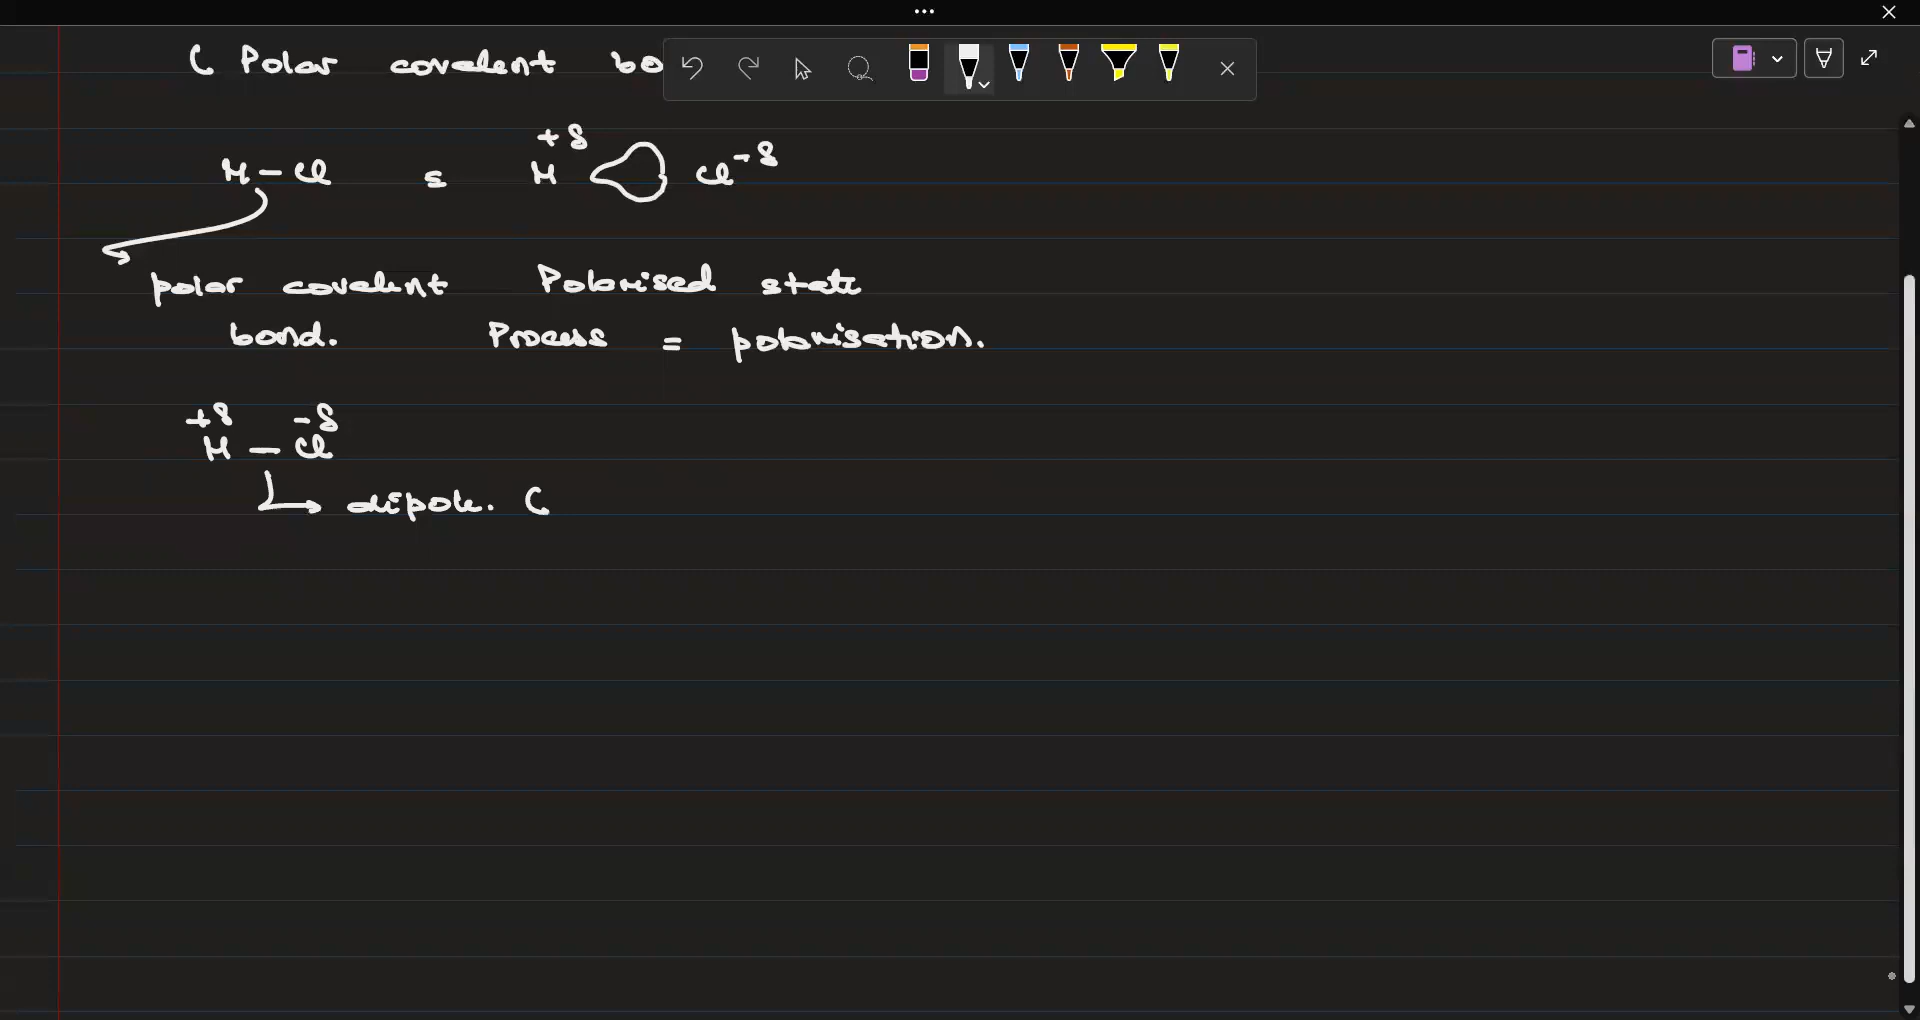 ( Polar covalent bo
H – Cl = H +δ Cl -δ
polar covalent Polarised state
bond. Process = polarisation.
+δ -δ
H – Cl
dipole. (